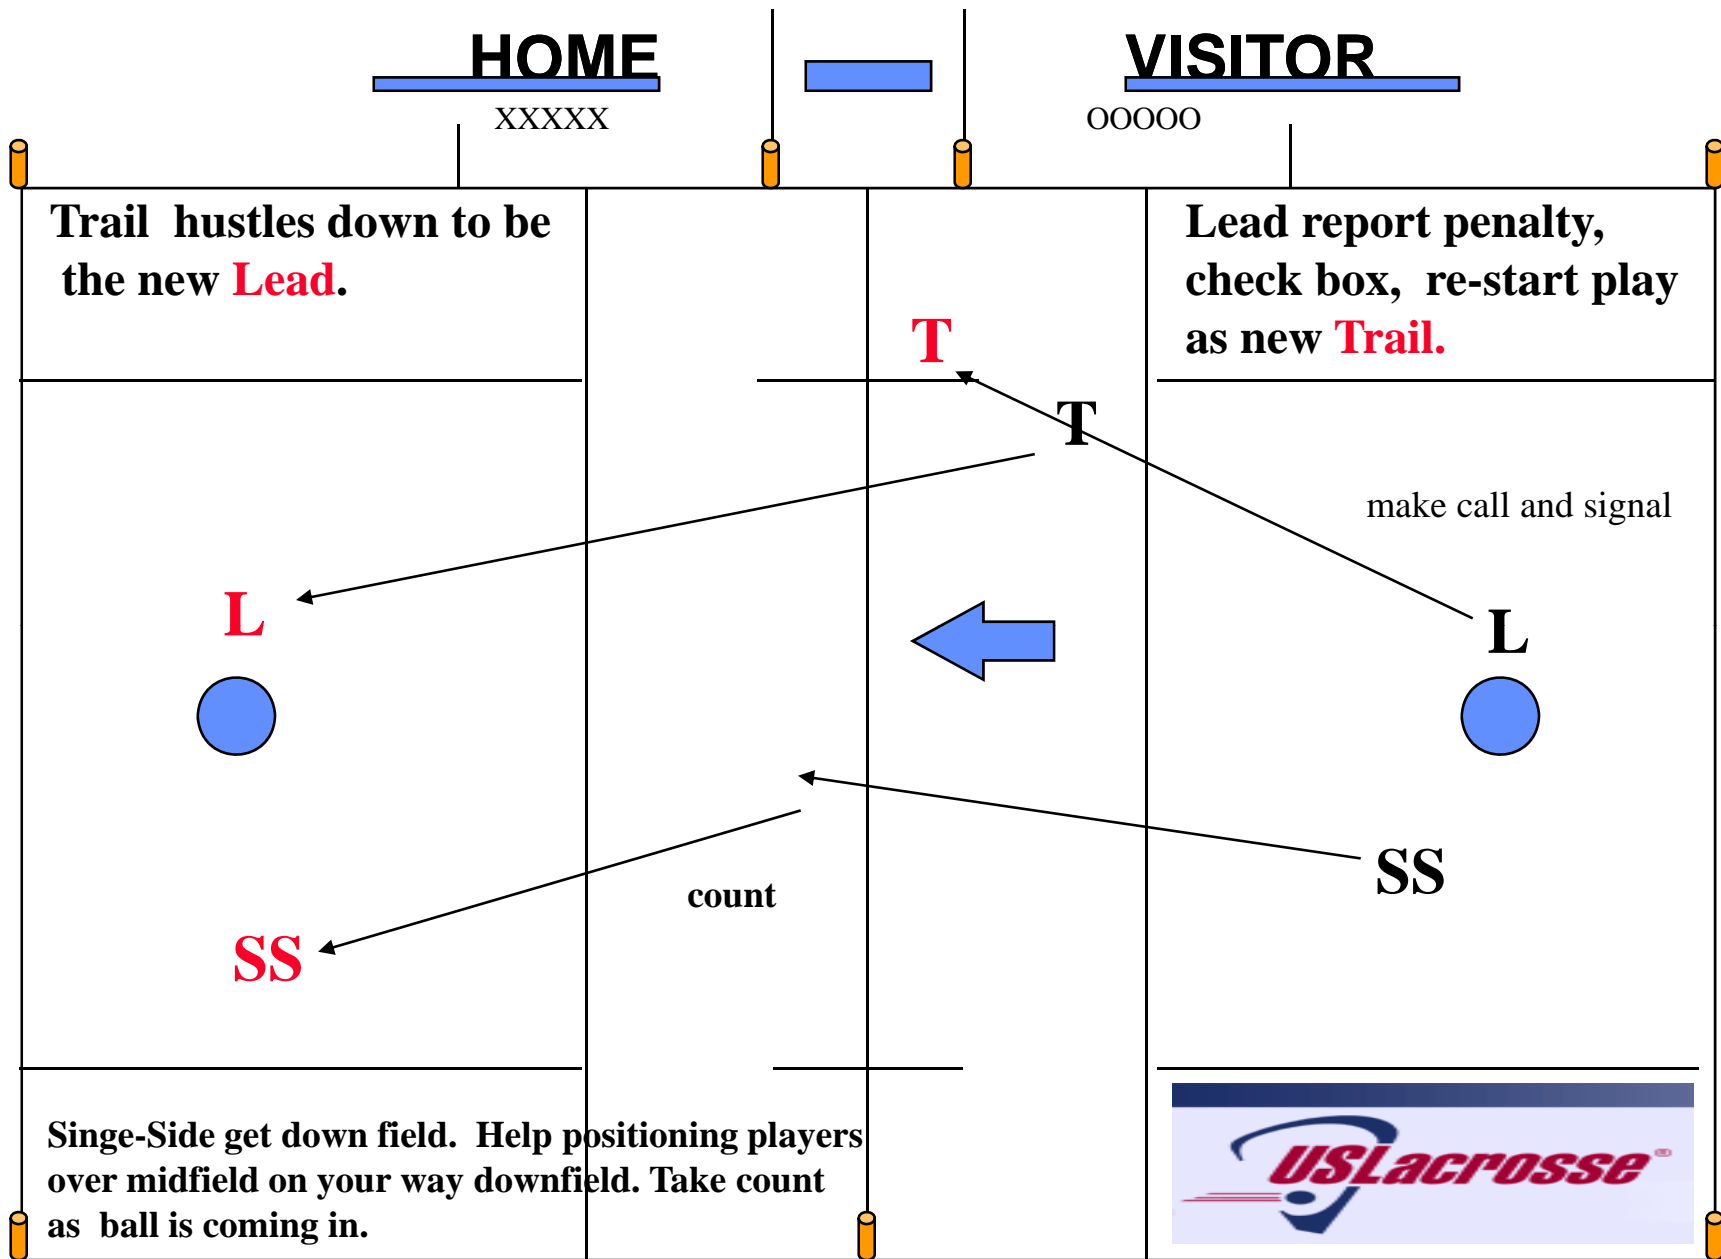 HOME
VISITOR
XXXXX
OOOOO
Trail  hustles down to be
the new Lead.
Lead report penalty,
check box,  re-start play
as new Trail.
T
T
make call and signal
L
L
SS
count
SS
Singe-Side get down field.  Help positioning players
over midfield on your way downfield. Take count
as  ball is coming in.
USLacrosse®